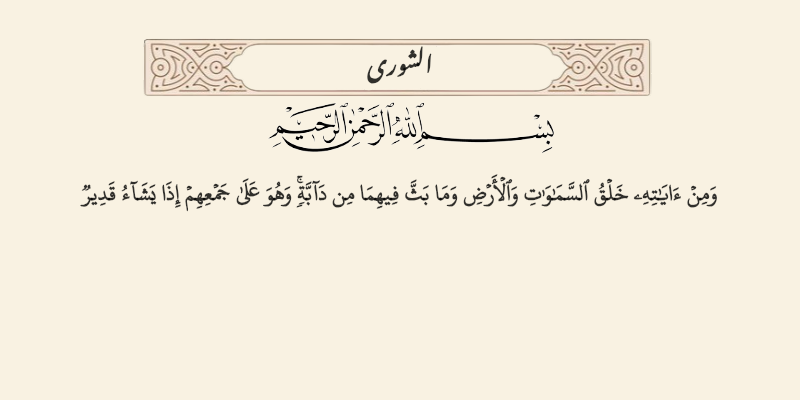 الشورى
بِسْمِ ٱللَّهِ ٱلرَّحْمَٰنِ ٱلرَّحِيمِ
وَمِنْ ءَايَٰتِهِۦ خَلْقُ ٱلسَّمَٰوَٰتِ وَٱلْأَرْضِ وَمَا بَثَّ فِيهِمَا مِن دَآبَّةٍۢ ۚ وَهُوَ عَلَىٰ جَمْعِهِمْ إِذَا يَشَآءُ قَدِيرٌۭ